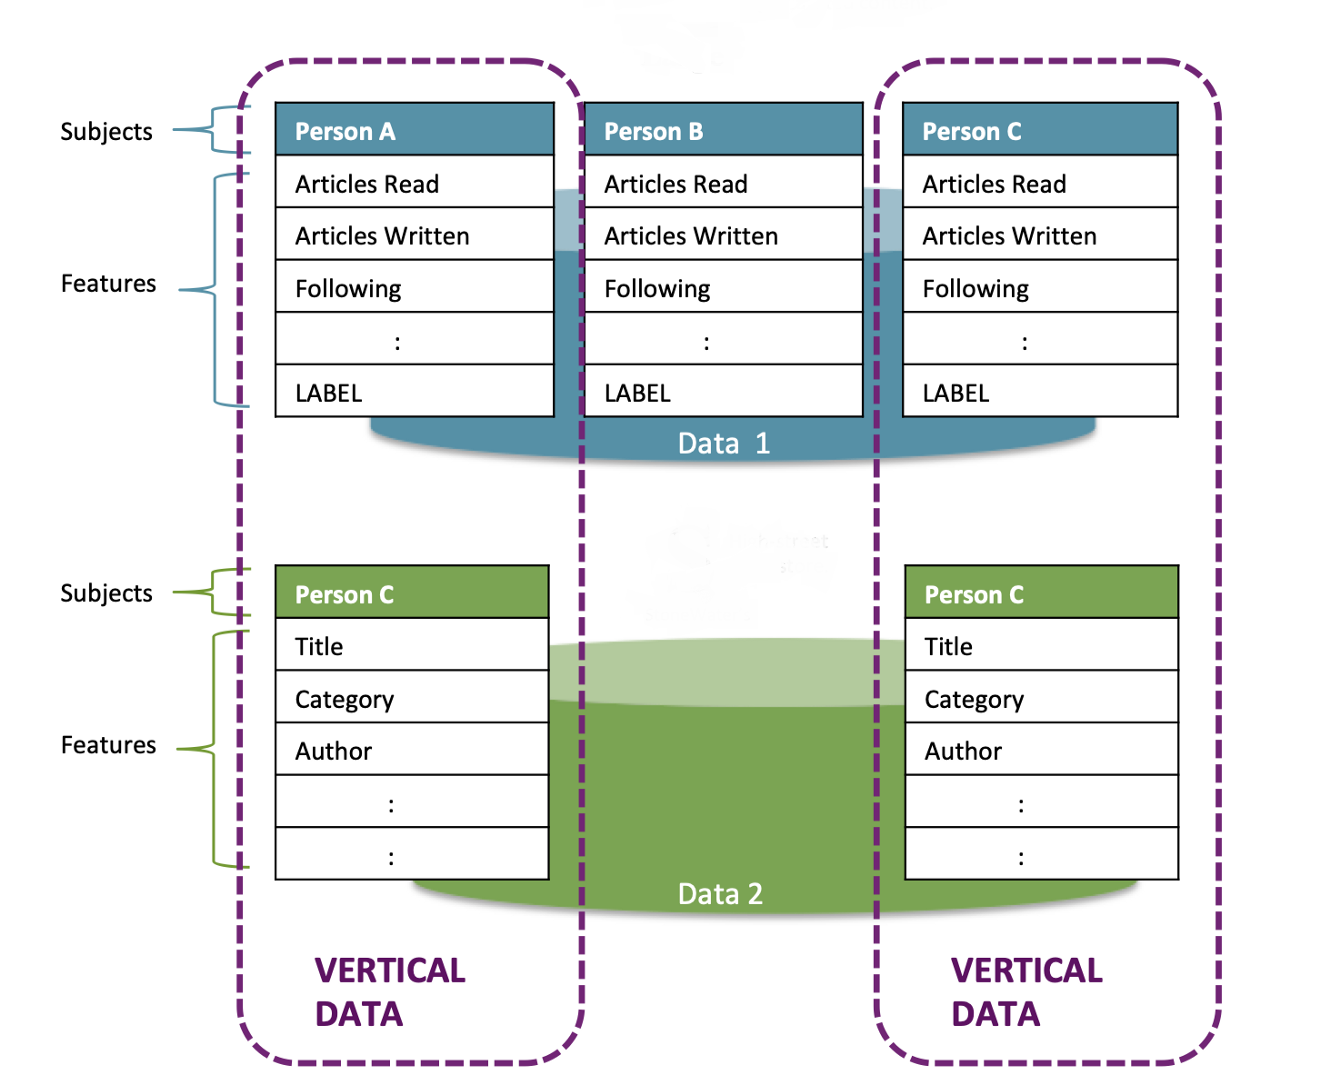 Subjects
Person A
Person B
Person C
Features
Articles Read
Articles Read
Articles Read
Articles Written
Articles Written
Articles Written
Following
Following
Following
:
:
:
LABEL
LABEL
LABEL
Data 1
Subjects
Person C
Person C
Features
Title
Title
Category
Category
Author
Author
:
:
:
:
Data 2
VERTICAL
DATA
VERTICAL
DATA